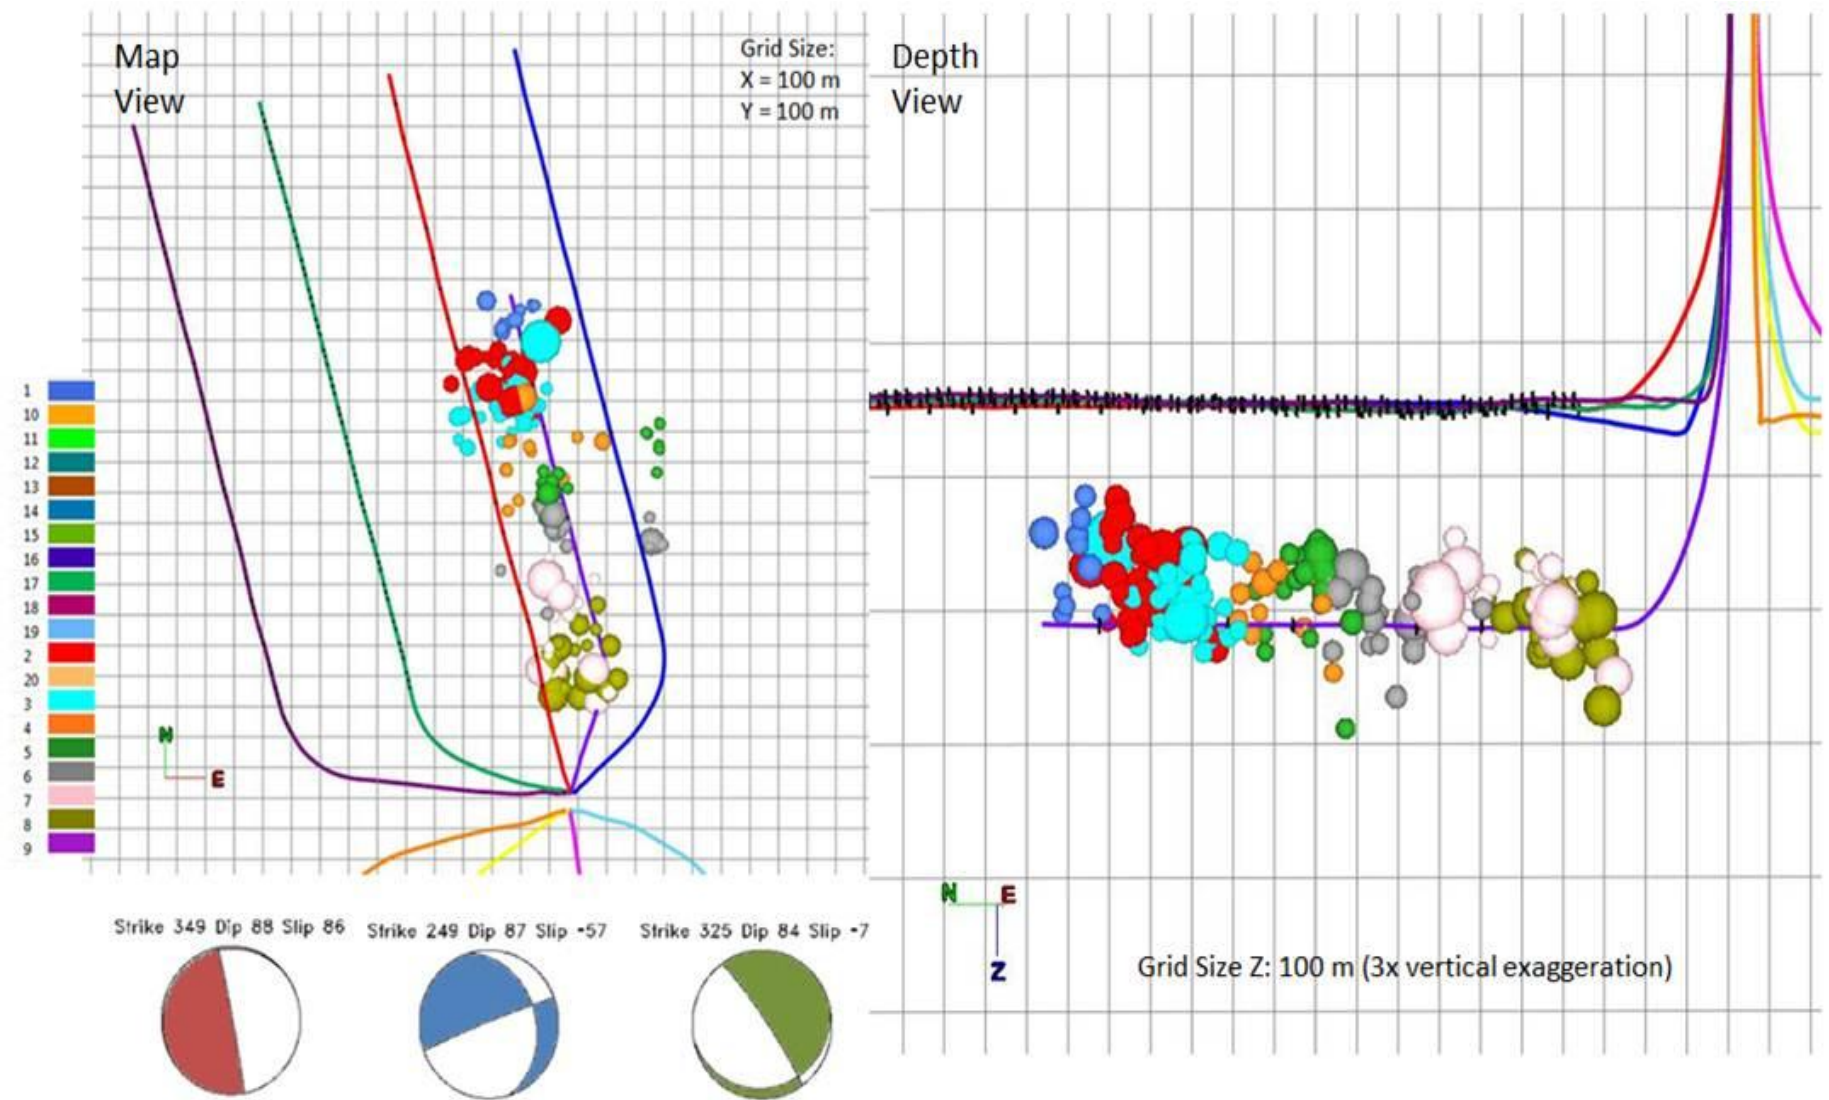 Map
View
Grid Size:
X = 100 m
Y = 100 m
Depth
View
1
10
11
12
13
14
15
16
17
18
19
2
20
3
4
5
6
7
8
9
N
E
N
E
Z
Grid Size Z: 100 m (3x vertical exaggeration)
Strike 349 Dip 88 Slip 86
Strike 249 Dip 87 Slip -57
Strike 325 Dip 84 Slip -7